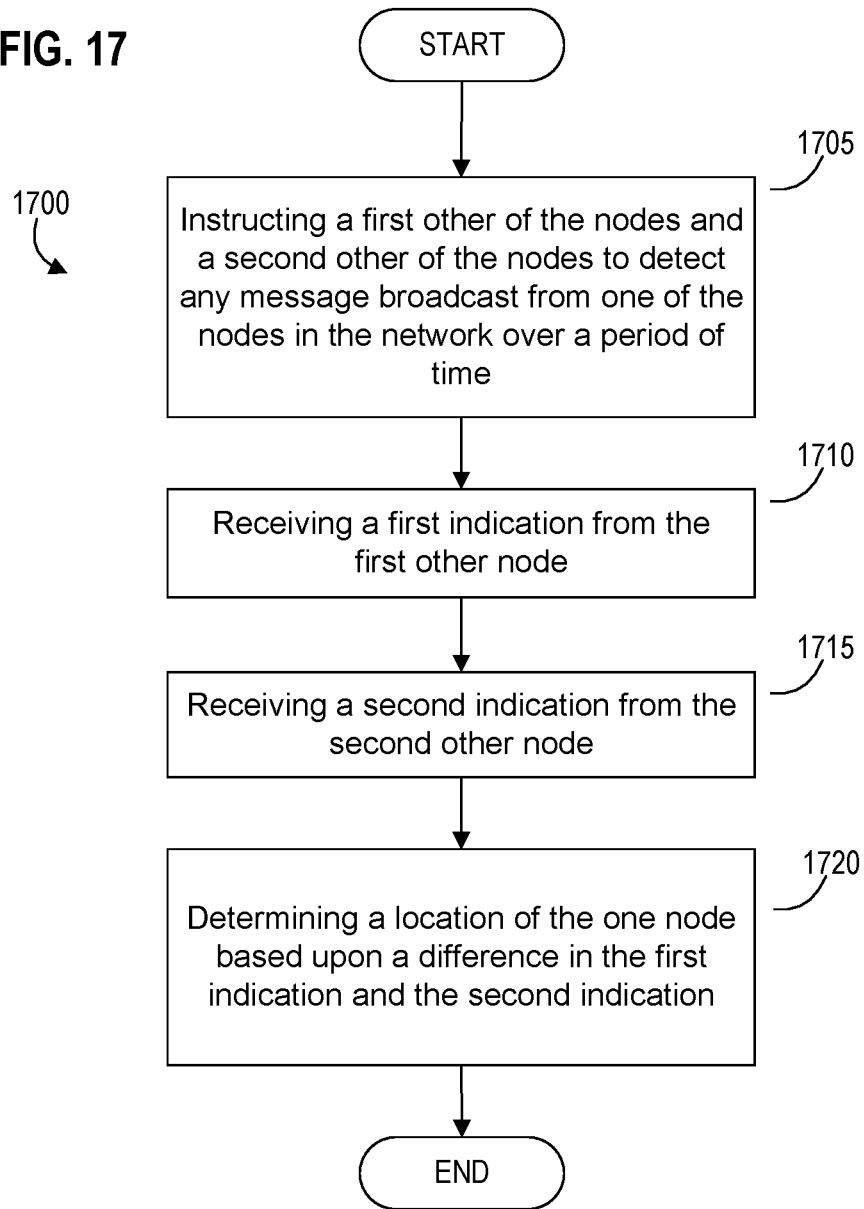 FIG. 17
START
1700
1705
Instructing a first other of the nodes and
a second other of the nodes to detect
any message broadcast from one of the
nodes in the network over a period of
time
1710
Receiving a first indication from the
first other node
1715
Receiving a second indication from the
second other node
1720
Determining a location of the one node
based upon a difference in the first
indication and the second indication
END